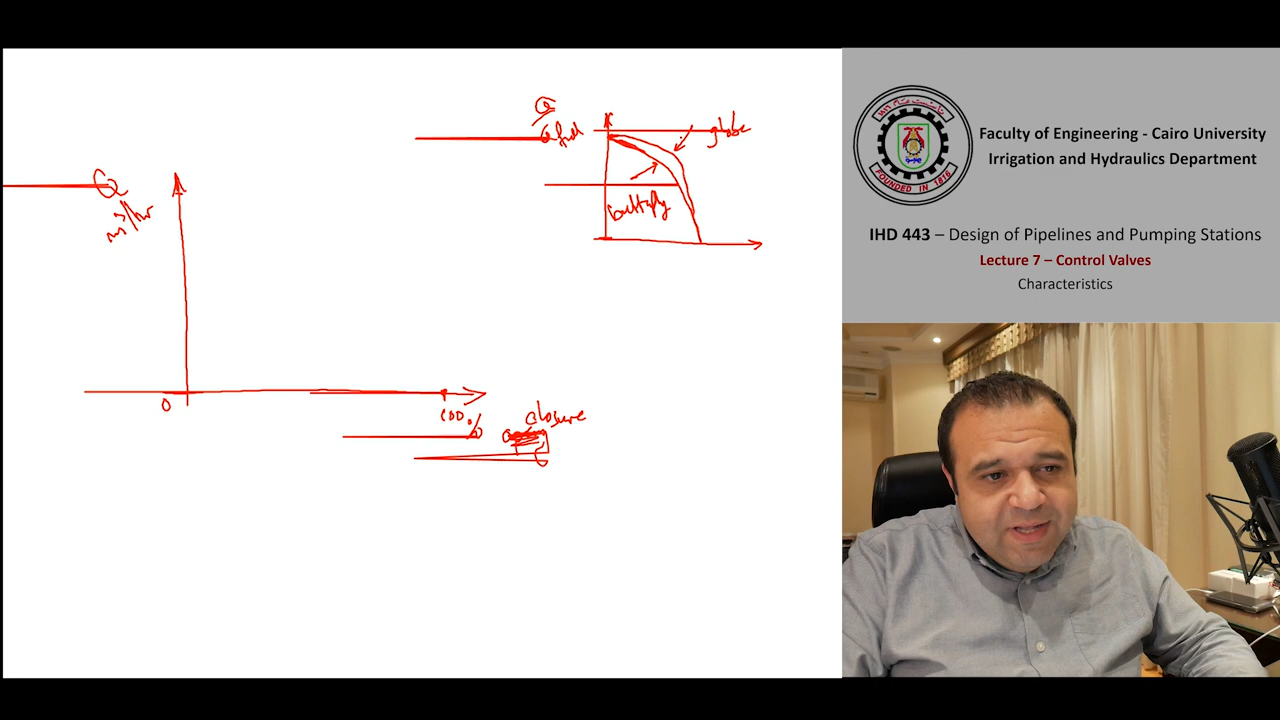 Q
m³/hr
0
100 %
closure
Q
Q full
globe
butterfly
FOUNDED IN 1816
Faculty of Engineering - Cairo University
Irrigation and Hydraulics Department
IHD 443 – Design of Pipelines and Pumping Stations
Lecture 7 – Control Valves
Characteristics